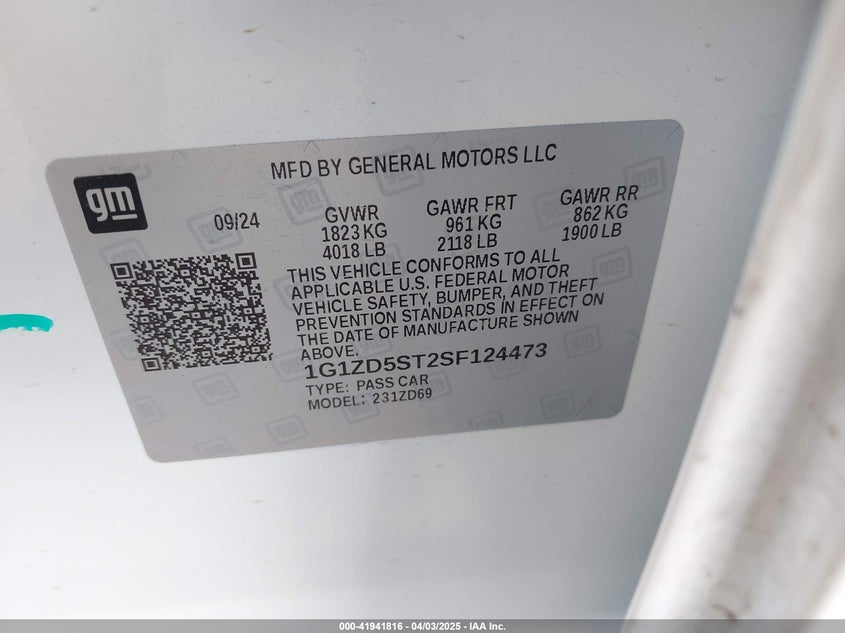 MFD BY GENERAL MOTORS LLC
gm
09/24
GVWR
1823 KG
4018 LB
GAWR FRT
961 KG
2118 LB
GAWR RR
862 KG
1900 LB
THIS VEHICLE CONFORMS TO ALL
APPLICABLE U.S. FEDERAL MOTOR
VEHICLE SAFETY, BUMPER, AND THEFT
PREVENTION STANDARDS IN EFFECT ON
THE DATE OF MANUFACTURE SHOWN
ABOVE.
1G1ZD5ST2SF124473
TYPE: PASS CAR
MODEL: 231ZD69
000-41941816 - 04/03/2025 - IAA Inc.